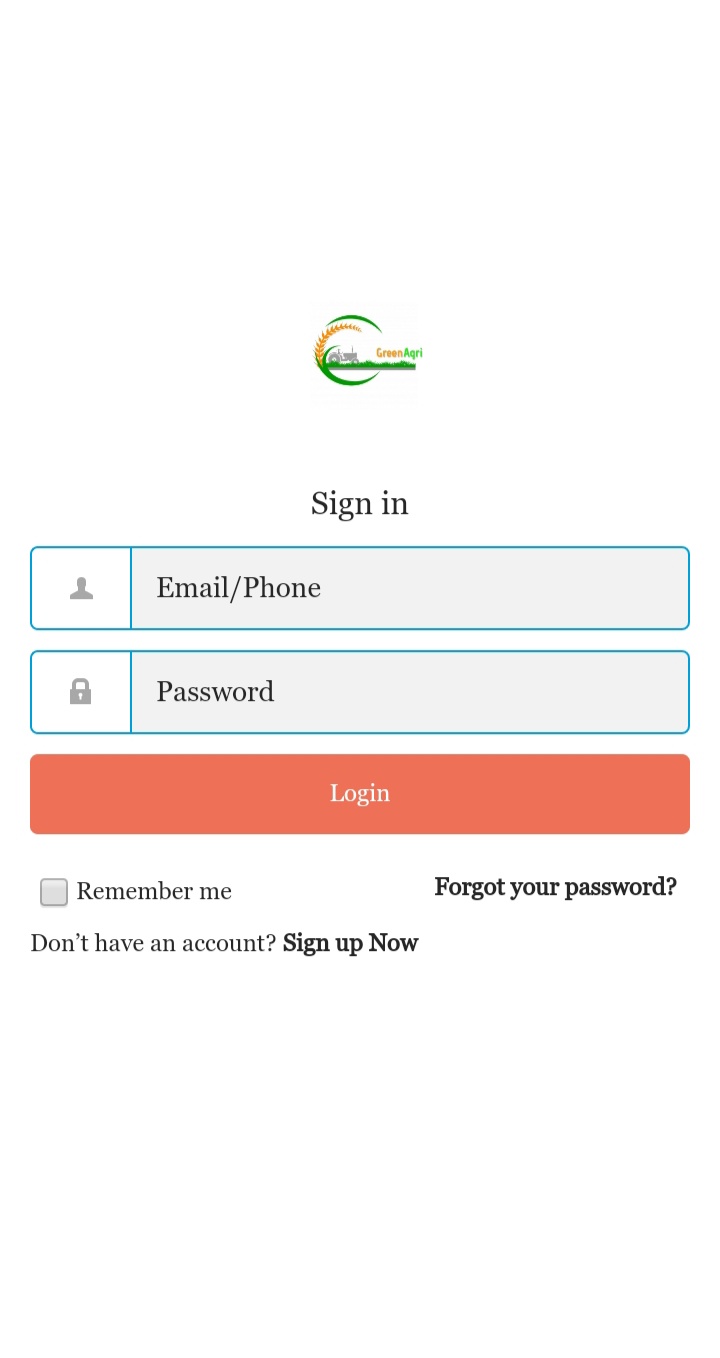 GreenAgri
Sign in
Email/Phone
Password
Login
Remember me
Forgot your password?
Don’t have an account? Sign up Now